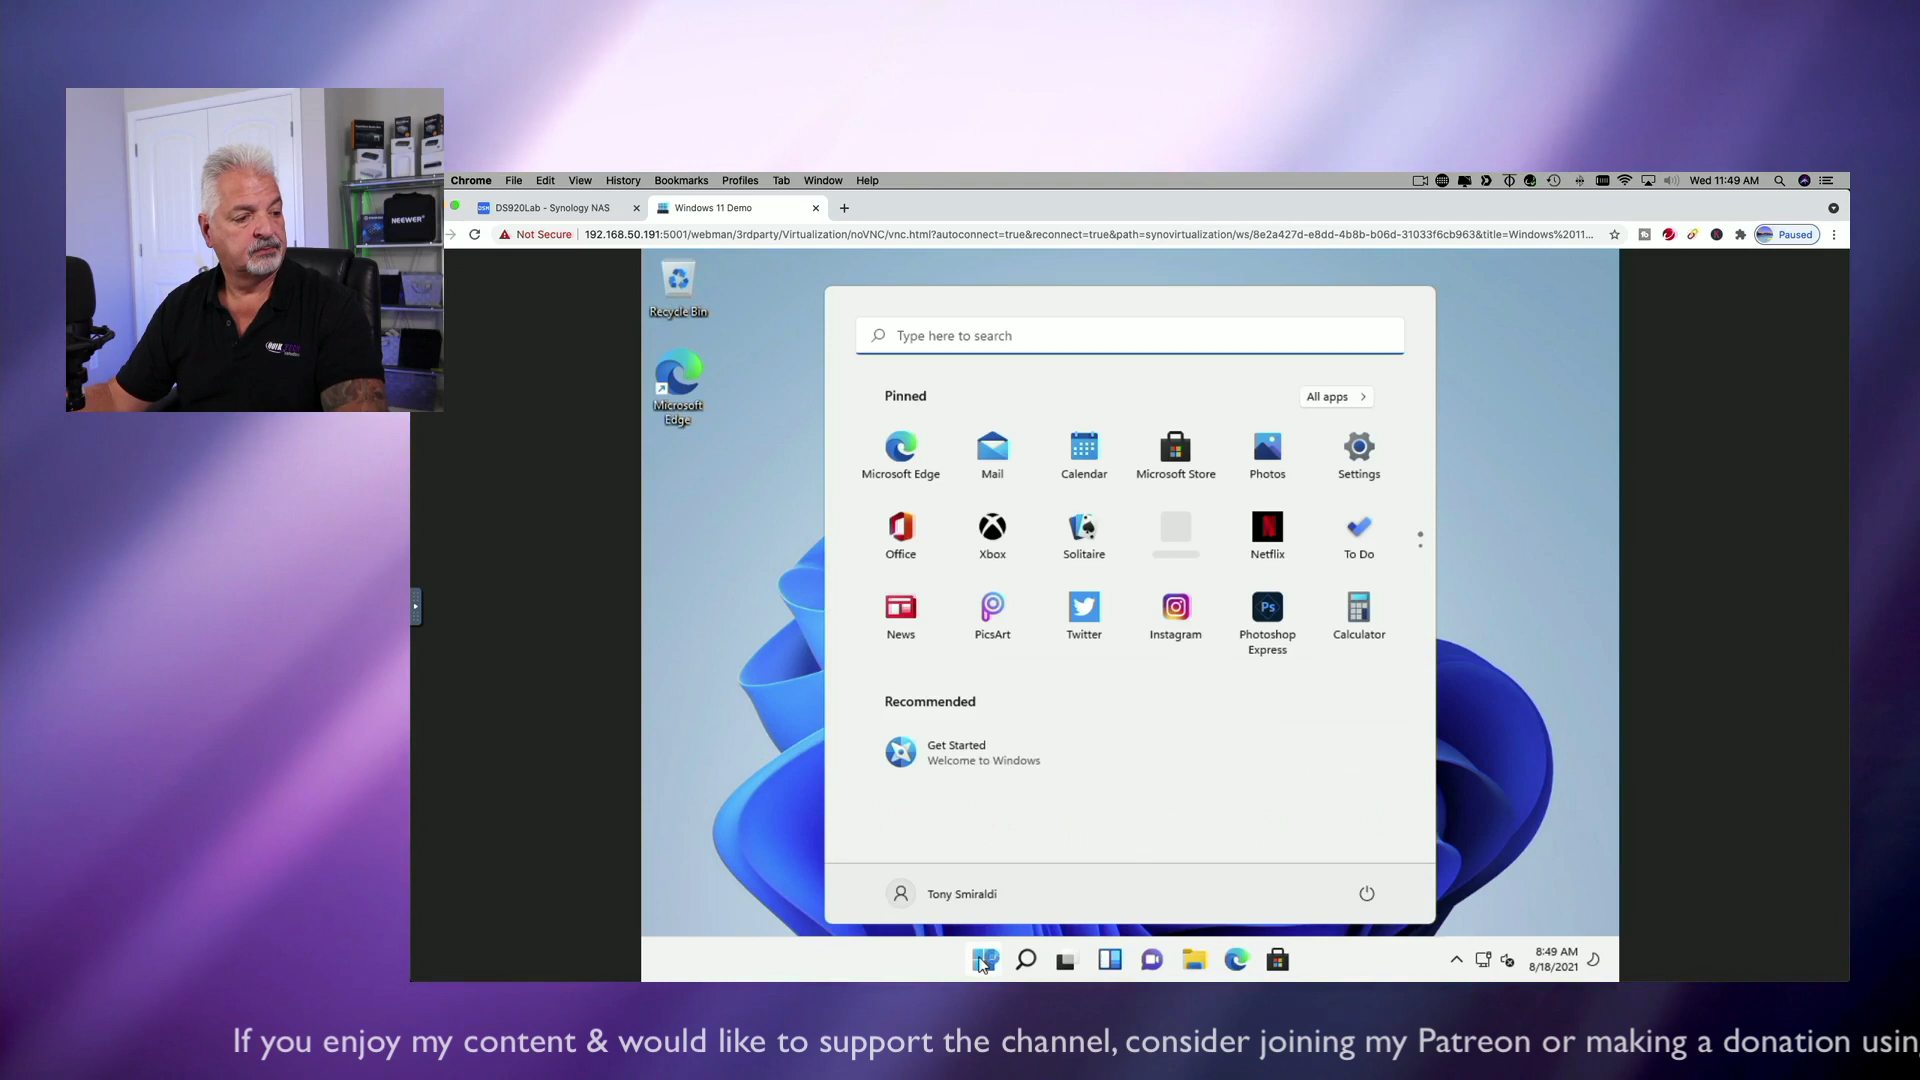 NEEWER
Chrome File Edit View History Bookmarks Profiles Tab Window Help
Wed 11:49 AM
DS920Lab - Synology NAS
Windows 11 Demo
Not Secure
192.168.50.191:5001/webman/3rdparty/Virtualization/noVNC/vnc.html?autoconnect=true&reconnect=true&path=synovirtualization/ws/8e2a427d-e8dd-4b8b-b06d-31033f6cb963&title=Windows%2011...
Paused
Recycle Bin
Microsoft
Edge
Type here to search
Pinned
All apps
Microsoft Edge
Mail
Calendar
Microsoft Store
Photos
Settings
Office
Xbox
Solitaire
Netflix
To Do
News
PicsArt
Twitter
Instagram
Ps
Photoshop
Express
Calculator
Recommended
Get Started
Welcome to Windows
Tony Smiraldi
8:49 AM
8/18/2021
If you enjoy my content & would like to support the channel, consider joining my Patreon or making a donation using